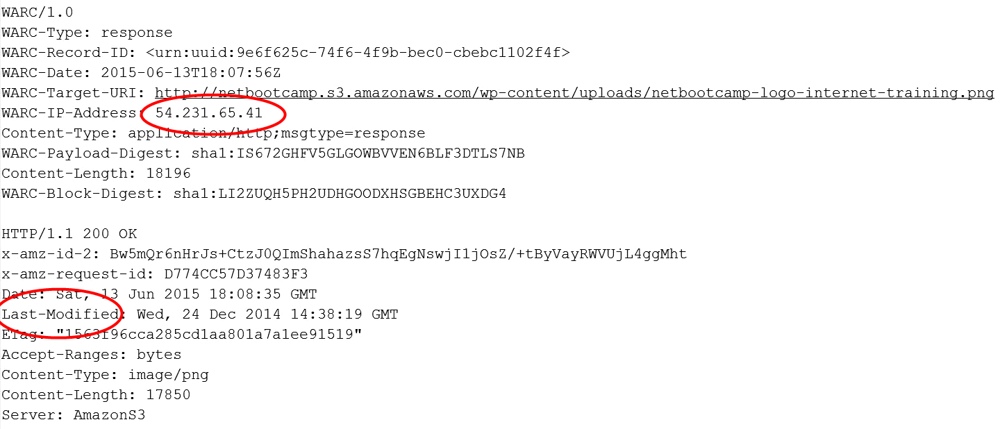 WARC/1.0
WARC-Type: response
WARC-Record-ID: <urn:uuid:9e6f625c-74f6-4f9b-bec0-cbebc1102f4f>
WARC-Date: 2015-06-13T18:07:56Z
WARC-Target-URI: http://netbootcamp.s3.amazonaws.com/wp-content/uploads/netbootcamp-logo-internet-training.png
WARC-IP-Address: 54.231.65.41
Content-Type: application/http;msgtype=response
WARC-Payload-Digest: sha1:IS672GHFV5GLGOWBVVEN6BLF3DTLS7NB
Content-Length: 18196
WARC-Block-Digest: sha1:LI2ZUQH5PH2UDHGOODXHSGBEHC3UXDG4

HTTP/1.1 200 OK
x-amz-id-2: Bw5mQr6nHrJs+CtzJ0QImShahazsS7hqEgNswjI1jOsZ/+tByVayRWVUjL4ggMht
x-amz-request-id: D774CC57D37483F3
Date: Sat, 13 Jun 2015 18:08:35 GMT
Last-Modified: Wed, 24 Dec 2014 14:38:19 GMT
ETag: "1563f96cca285cd1aa801a7a1ee91519"
Accept-Ranges: bytes
Content-Type: image/png
Content-Length: 17850
Server: AmazonS3